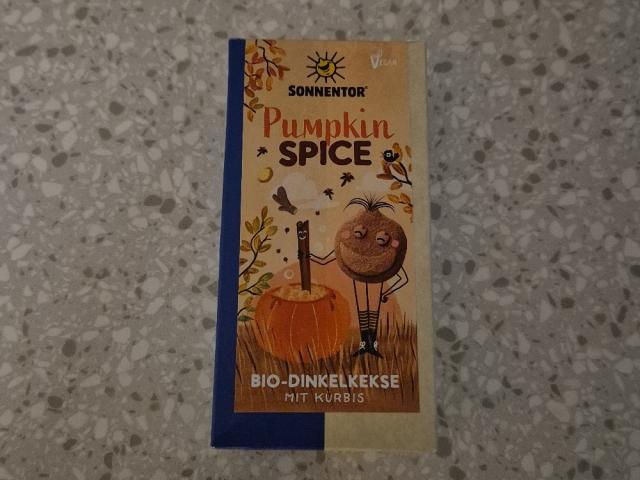 VEGAN
SONNENTOR
Pumpkin
SPICE
BIO-DINKELKEKSE
MIT KÜRBIS